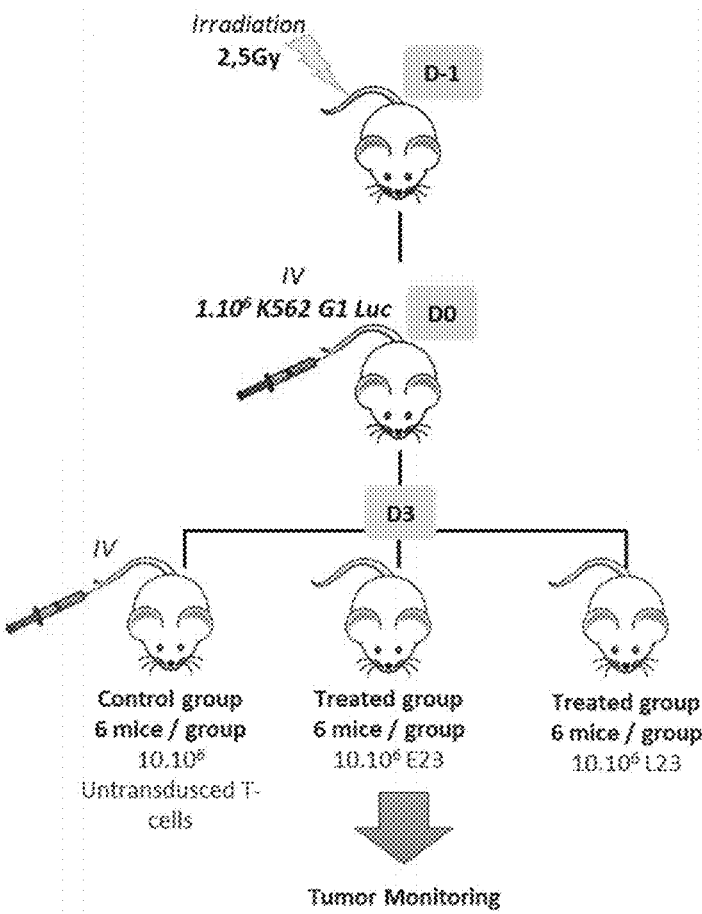 Irradiation
2,5Gy
D-1
IV
1.10⁶ K562 G1 Luc
D0
D3
IV
Control group
6 mice / group
10.10⁶
Untransdusced T-
cells
Treated group
6 mice / group
10.10⁶ E23
Treated group
6 mice / group
10.10⁶ L23
Tumor Monitoring